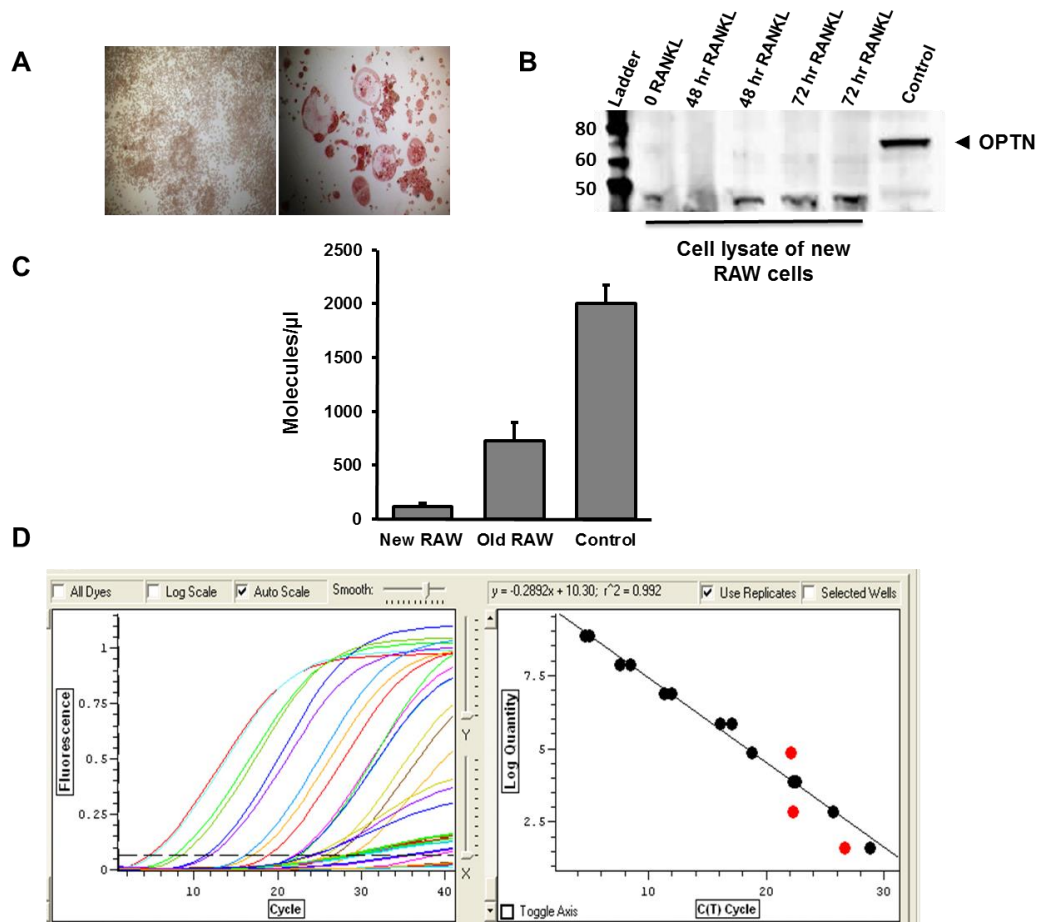 A
B
Ladder
0 RANKL
48 hr RANKL
48 hr RANKL
72 hr RANKL
72 hr RANKL
Control
80
60
50
◄ OPTN
Cell lysate of new
RAW cells
C
Molecules/µl
2500
2000
1500
1000
500
0
New RAW
Old RAW
Control
D
All Dyes
Log Scale
Auto Scale
Smooth:
y = -0.2892x + 10.30; r^2 = 0.992
Use Replicates
Selected Wells
Fluorescence
1
0.75
0.5
0.25
0
10
20
30
40
Cycle
Y
X
Log Quantity
7.5
5
2.5
10
20
30
Toggle Axis
C(T) Cycle